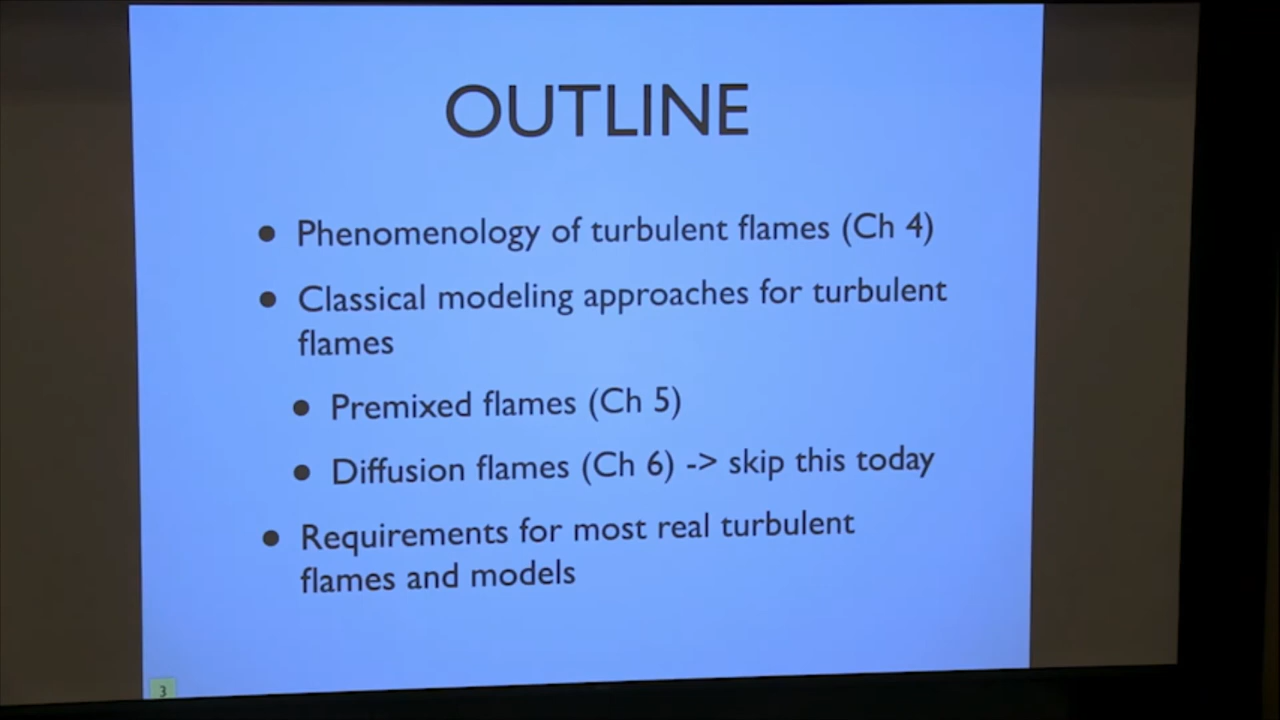 OUTLINE
• Phenomenology of turbulent flames (Ch 4)
• Classical modeling approaches for turbulent
flames
• Premixed flames (Ch 5)
• Diffusion flames (Ch 6) -> skip this today
• Requirements for most real turbulent
flames and models
3